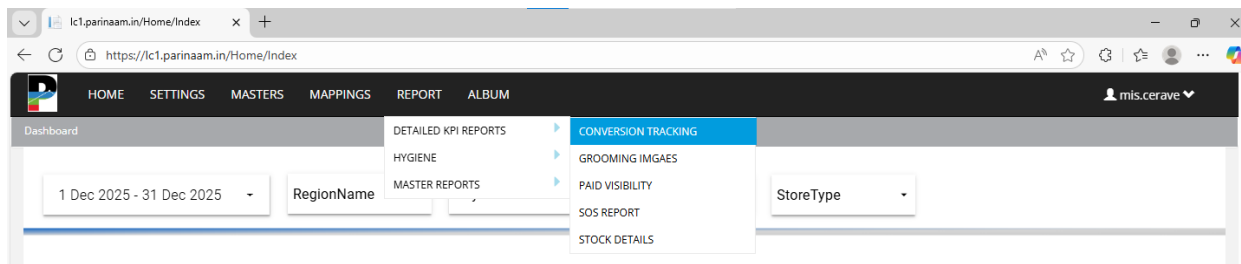 lc1.parinaam.in/Home/Index
https://lc1.parinaam.in/Home/Index
HOME SETTINGS MASTERS MAPPINGS REPORT ALBUM mis.cerave
Dashboard
DETAILED KPI REPORTS
HYGIENE
MASTER REPORTS
CONVERSION TRACKING
GROOMING IMGAES
PAID VISIBILITY
SOS REPORT
STOCK DETAILS
1 Dec 2025 - 31 Dec 2025
RegionName
StoreType